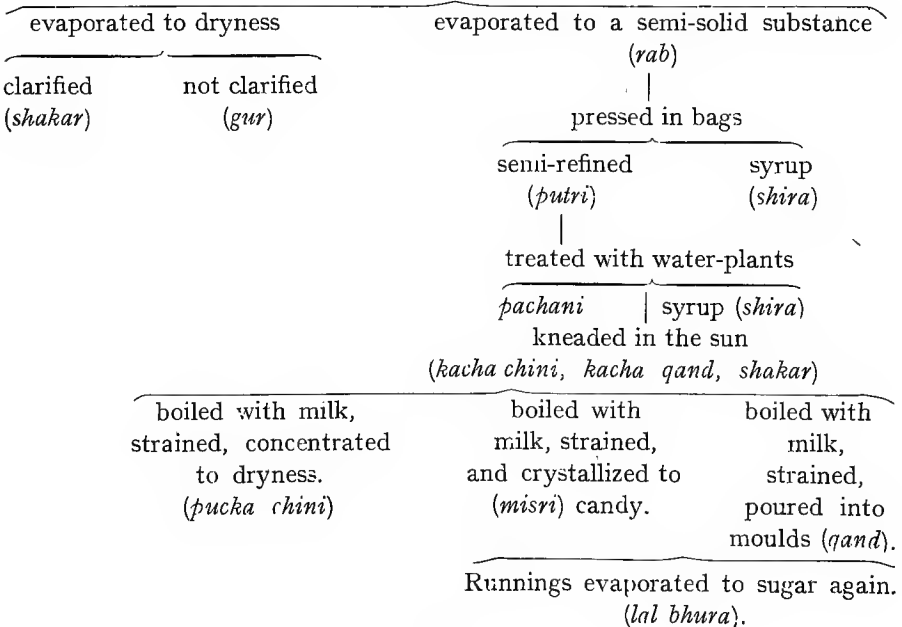 evaporated to dryness evaporated to a semi-solid substance
(rab)
clarified not clarified
(shakar) (gur)
pressed in bags
semi-refined syrup
(putri) (shira)
treated with water-plants
pachani | syrup (shira)
kneaded in the sun
(kacha chini, kacha qand, shakar)
boiled with milk,
strained, concentrated
to dryness.
(pucka chini)
boiled with
milk, strained,
and crystallized to
(misri) candy.
boiled with
milk,
strained,
poured into
moulds (qand).
Runnings evaporated to sugar again.
(lal bhura).